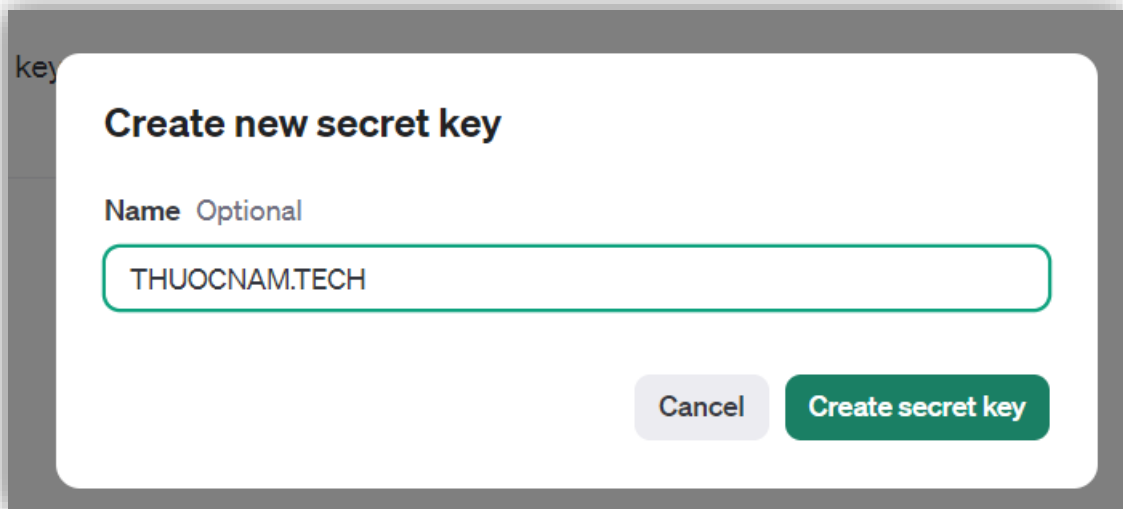 key
Create new secret key
Name Optional
THUOCNAM.TECH
Cancel Create secret key